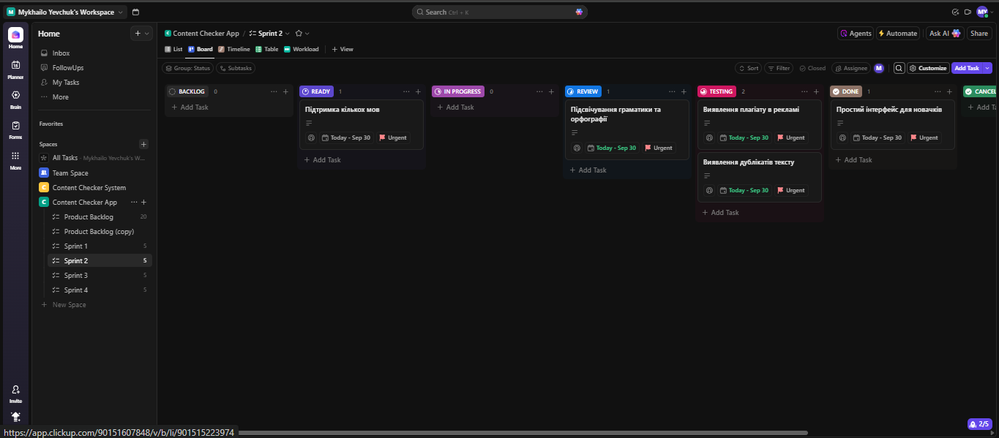 M Mykhailo Yevchuk's Workspace
Search Ctrl + K
MY
Home
Planner
Brain
Forms
More
Invite
Home
Inbox
FollowUps
My Tasks
More
Favorites
Spaces
All Tasks - Mykhailo Yevchuk's W...
Team Space
C Content Checker System
C Content Checker App
Product Backlog 20
Product Backlog (copy)
Sprint 1 5
Sprint 2 5
Sprint 3 5
Sprint 4 5
+ New Space
C Content Checker App / Sprint 2
Agents
Automate
Ask AI
Share
List
Board
Timeline
Table
Workload
+ View
Group: Status
Subtasks
Sort
Filter
Closed
Assignee
M
Customize
Add Task
BACKLOG 0
+ Add Task
READY 1
Підтримка кількох мов
Today - Sep 30
Urgent
+ Add Task
IN PROGRESS 0
+ Add Task
REVIEW 1
Підсвічування граматики та
орфографії
Today - Sep 30
Urgent
+ Add Task
TESTING 2
Виявлення плагіату в рекламі
Today - Sep 30
Urgent
Виявлення дублікатів тексту
Today - Sep 30
Urgent
+ Add Task
DONE 1
Простий інтерфейс для новачків
Today - Sep 30
Urgent
+ Add Task
CANCEL
+ Add Ta
2/5
https://app.clickup.com/90151607848/v/b/li/901515223974